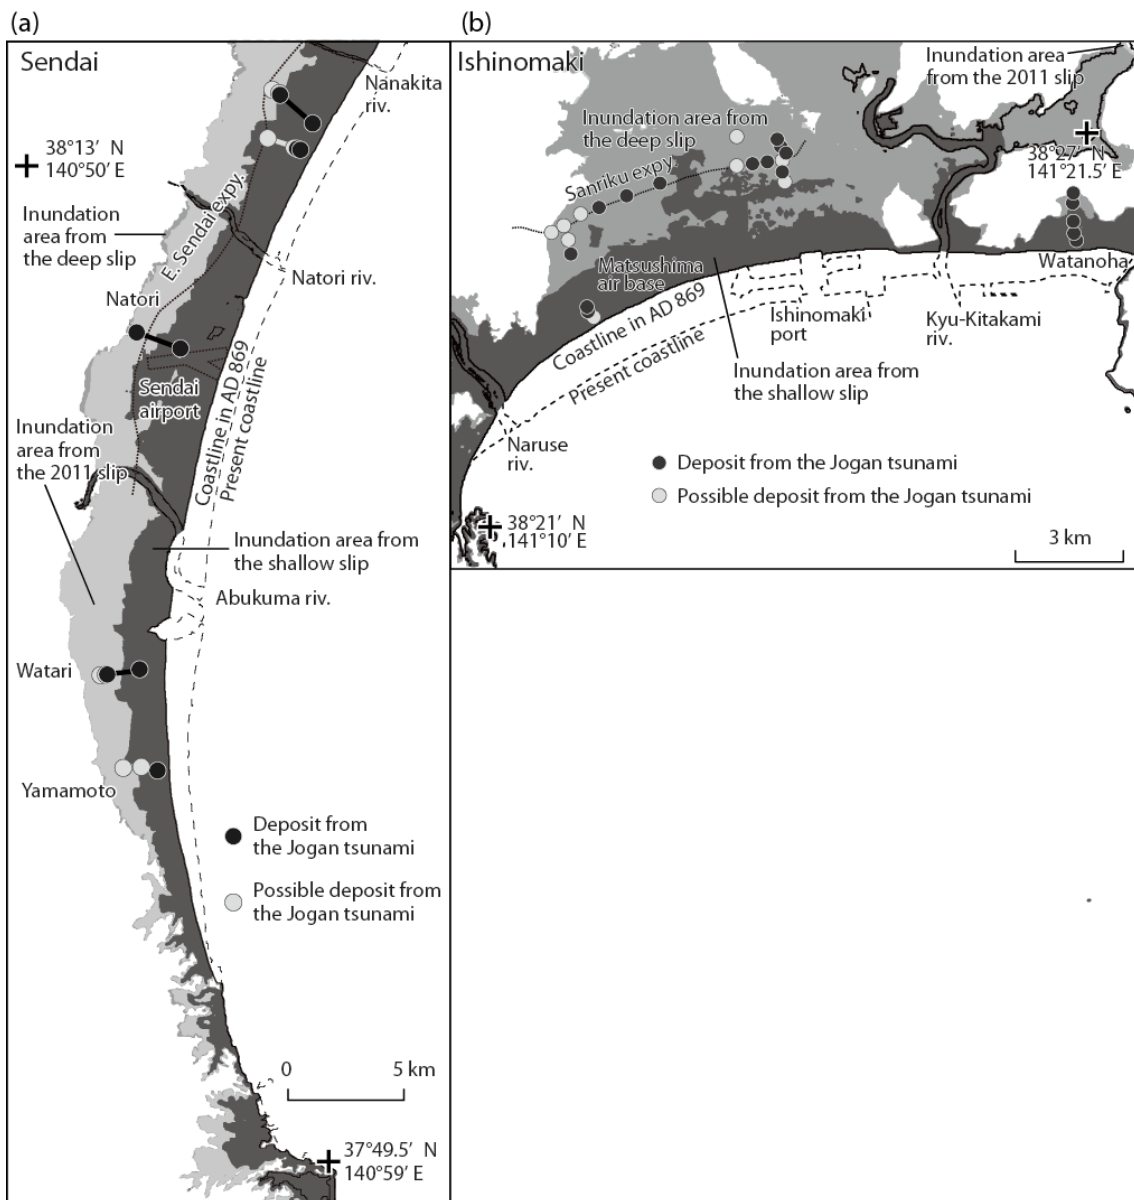 (a)
Sendai
Nanakita
riv.
38°13′ N
140°50′ E
E. Sendai expy.
Inundation
area from
the deep slip
Natori riv.
Natori
Sendai
airport
Coastline in AD 869
Present coastline
Inundation
area from
the 2011 slip
Inundation area from
the shallow slip
Abukuma riv.
Watari
Yamamoto
Deposit from
the Jogan tsunami
Possible deposit from
the Jogan tsunami
0 5 km
37°49.5′ N
140°59′ E
(b)
Ishinomaki
Inundation area
from the 2011 slip
Inundation area from
the deep slip
38°27′ N
141°21.5′ E
Sanriku expy.
Matsushima
air base
Watanoha
Coastline in AD 869
Present coastline
Ishinomaki
port
Kyu-Kitakami
riv.
Inundation area from
the shallow slip
Naruse
riv.
Deposit from the Jogan tsunami
Possible deposit from the Jogan tsunami
38°21′ N
141°10′ E
3 km